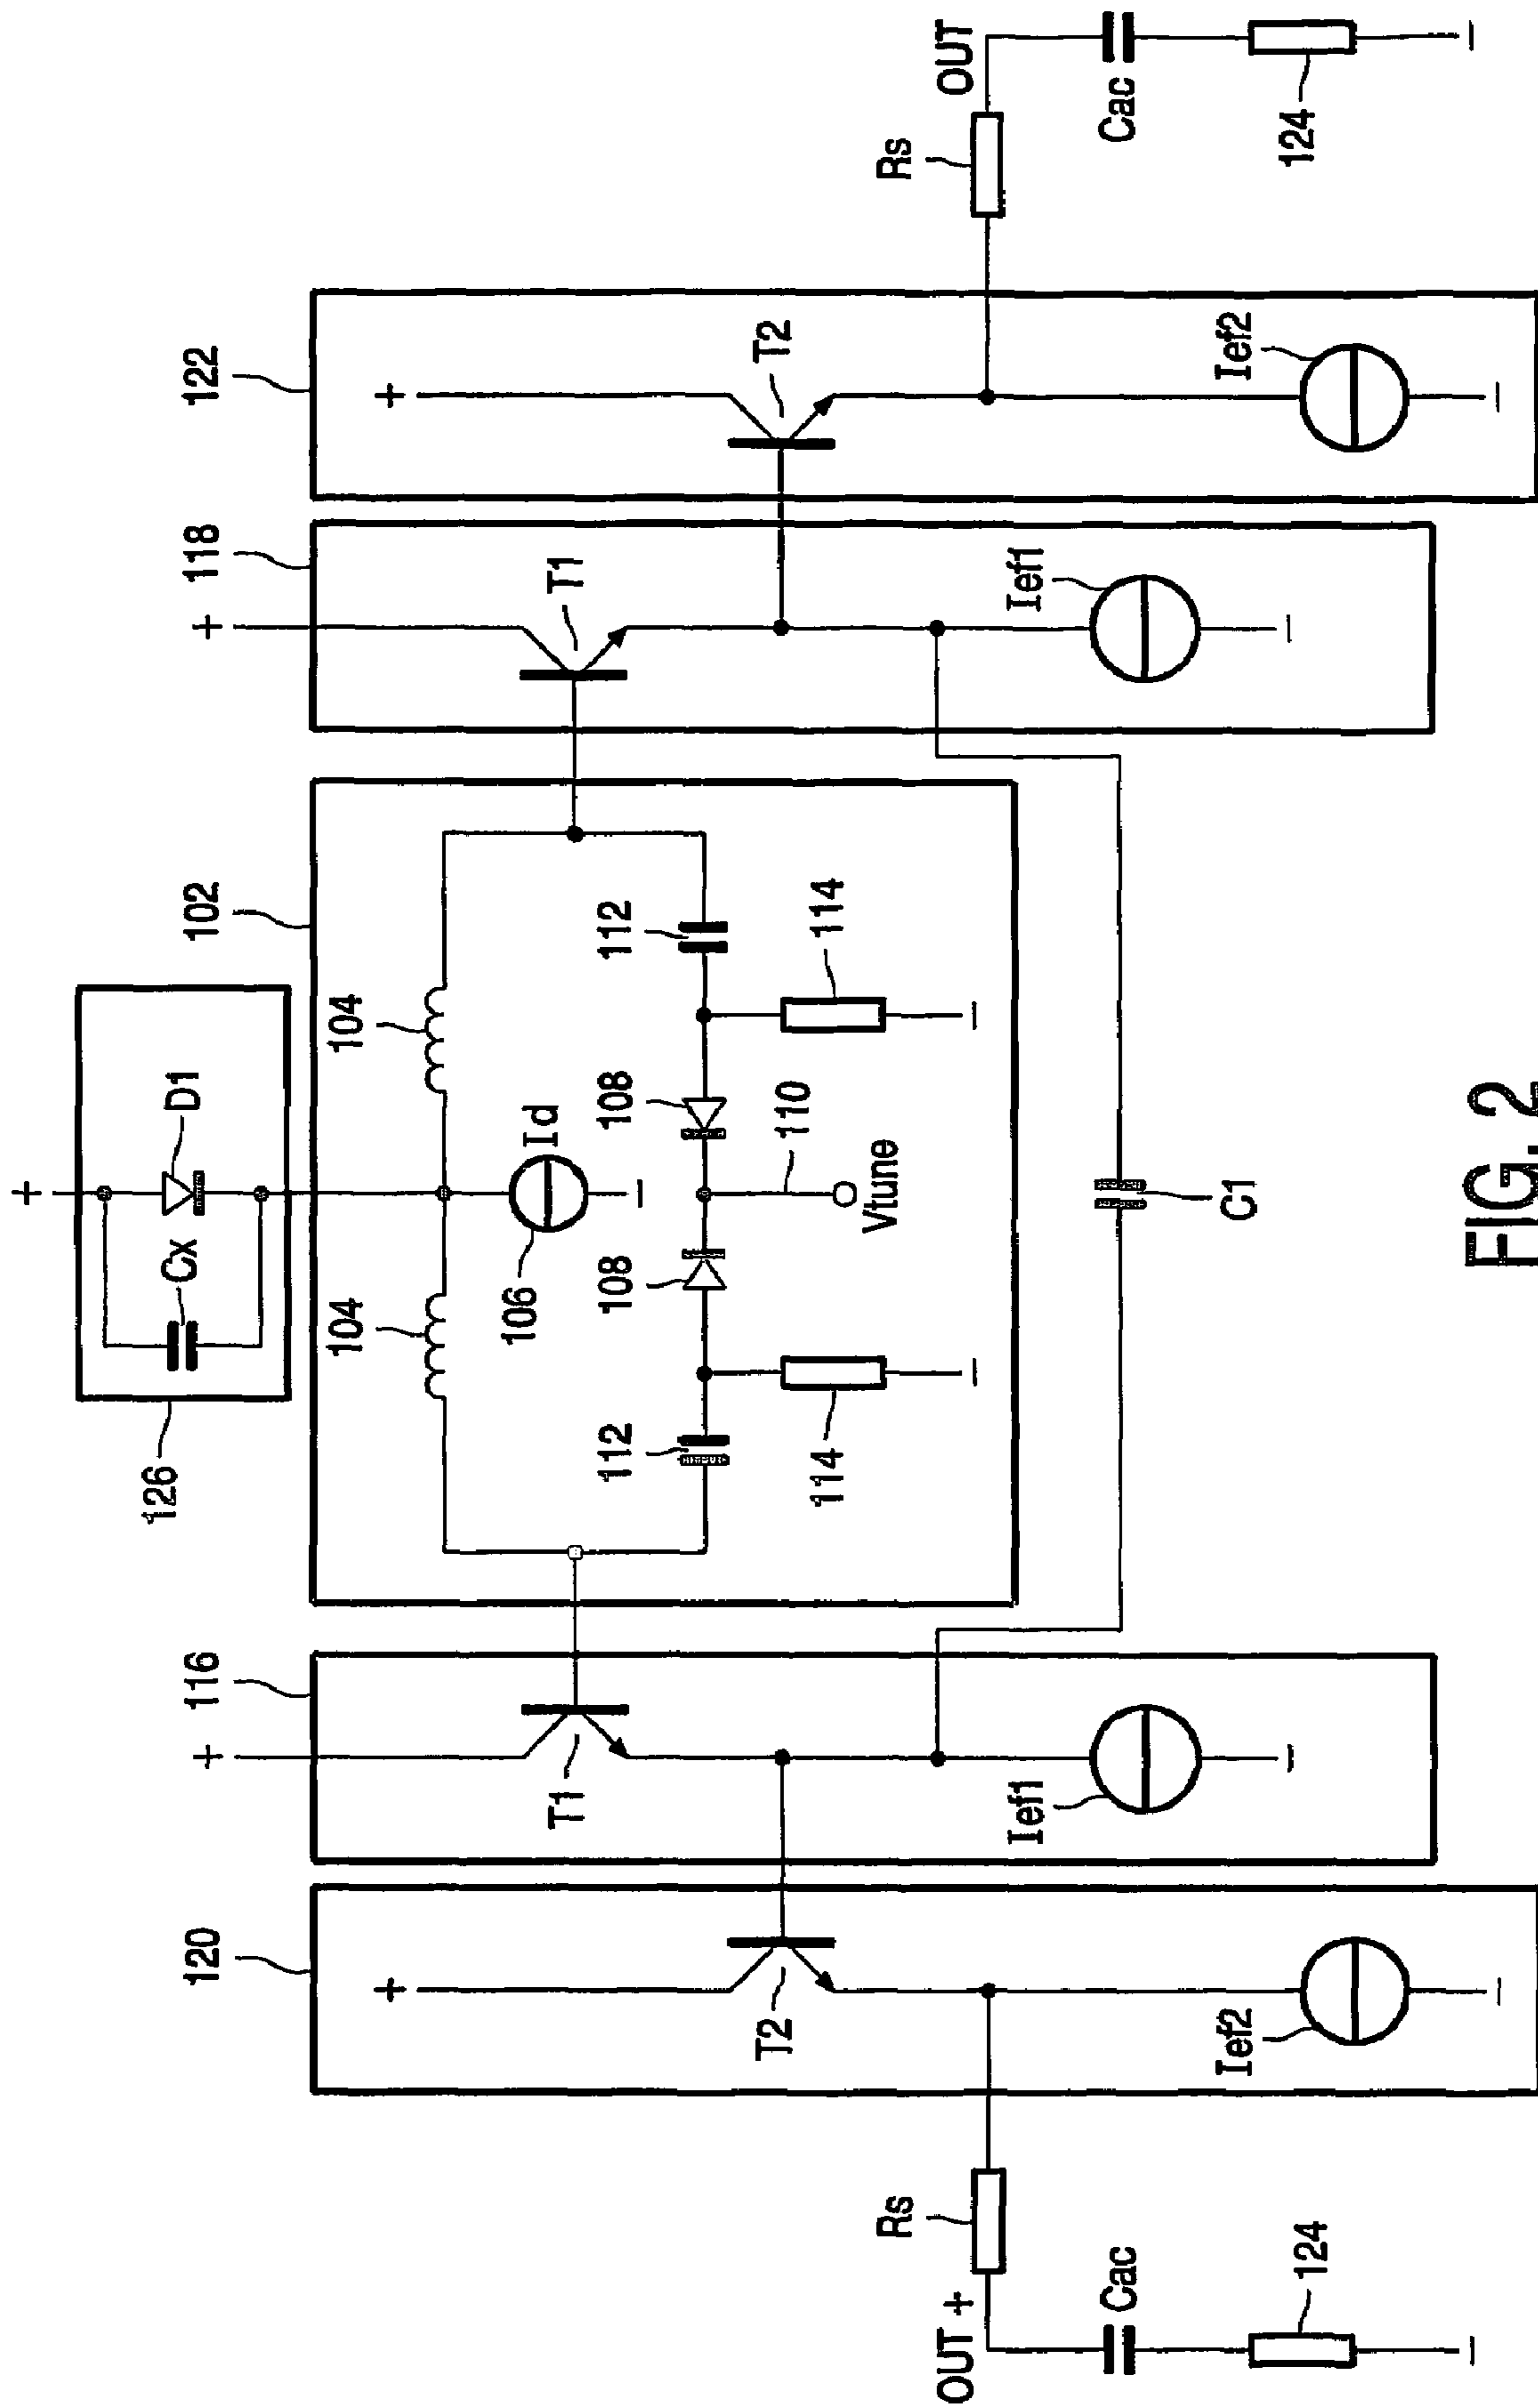 126
Cx
D1
+
102
104
104
106
Id
108
108
112
112
114
114
110
Vtune
C1
116
+
T1
Ief1
118
+
T1
Ief1
120
+
T2
Ief2
122
+
T2
Ief2
Rs
OUT +
Cac
124
Rs
OUT
Cac
124
FIG. 2